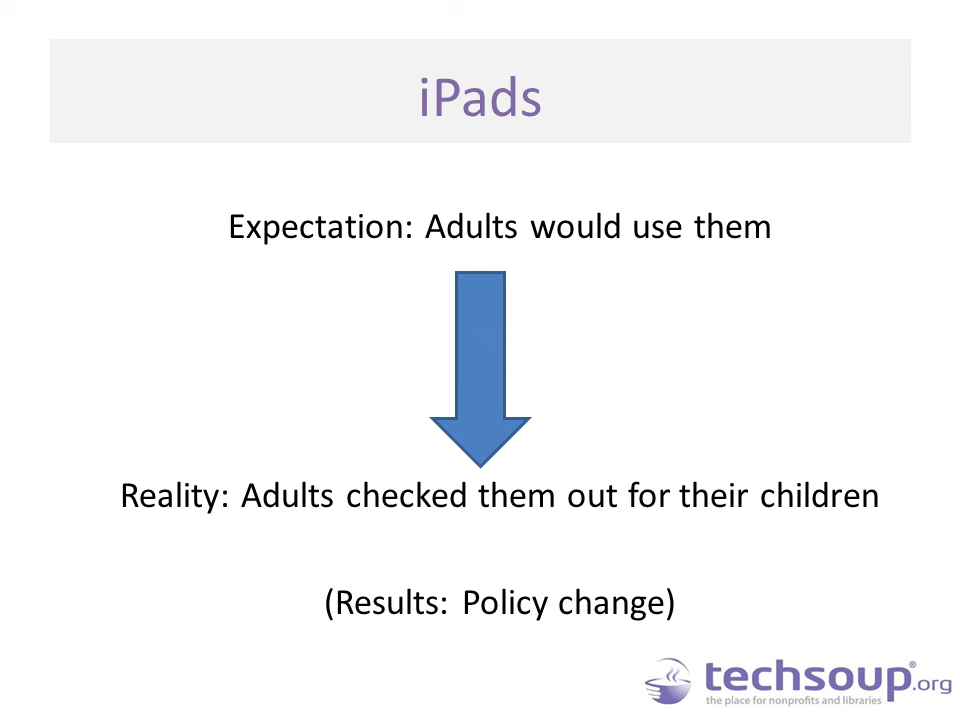 iPads
Expectation: Adults would use them
Reality: Adults checked them out for their children
(Results: Policy change)
techsoup®.org
the place for nonprofits and libraries